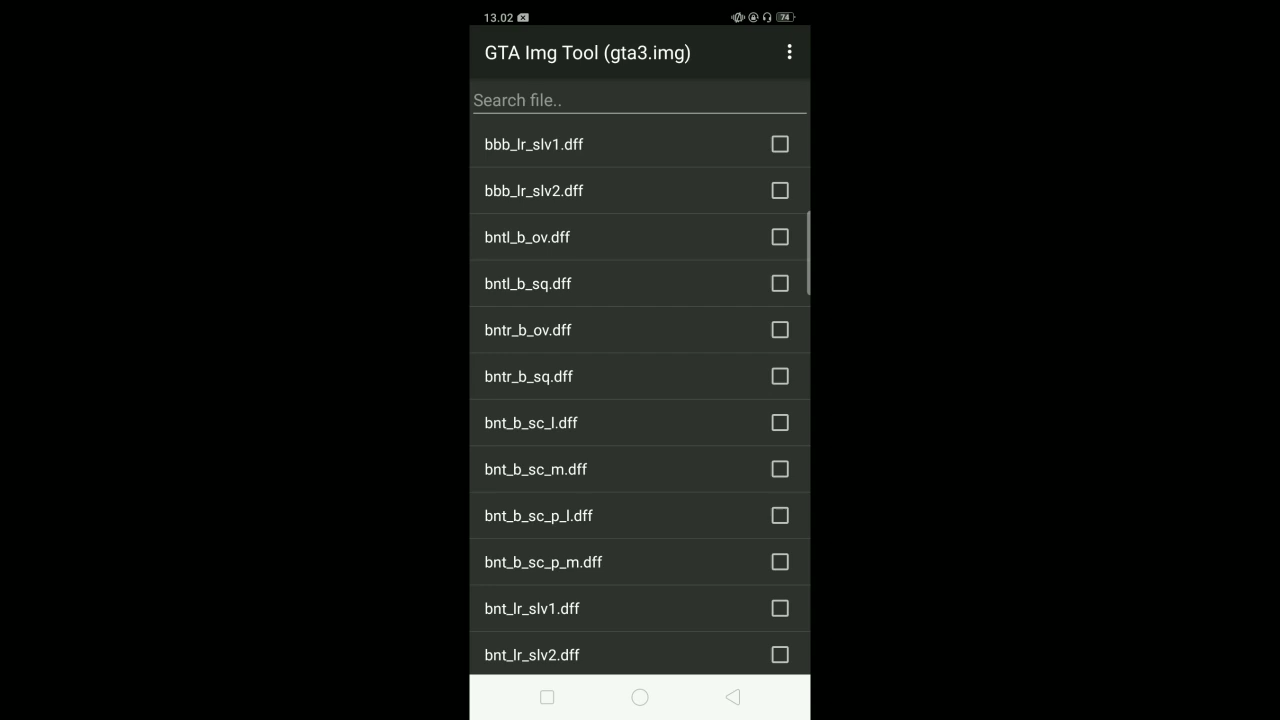 13.02 74
GTA Img Tool (gta3.img)
Search file..
bbb_lr_slv1.dff
bbb_lr_slv2.dff
bntl_b_ov.dff
bntl_b_sq.dff
bntr_b_ov.dff
bntr_b_sq.dff
bnt_b_sc_l.dff
bnt_b_sc_m.dff
bnt_b_sc_p_l.dff
bnt_b_sc_p_m.dff
bnt_lr_slv1.dff
bnt_lr_slv2.dff